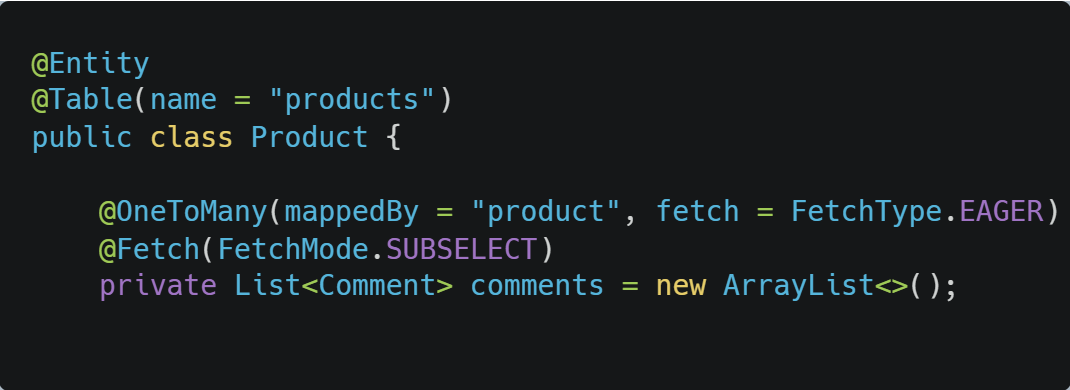 @Entity
@Table(name = "products")
public class Product {
@OneToMany(mappedBy = "product", fetch = FetchType.EAGER)
@Fetch(FetchMode.SUBSELECT)
private List<Comment> comments = new ArrayList<>();